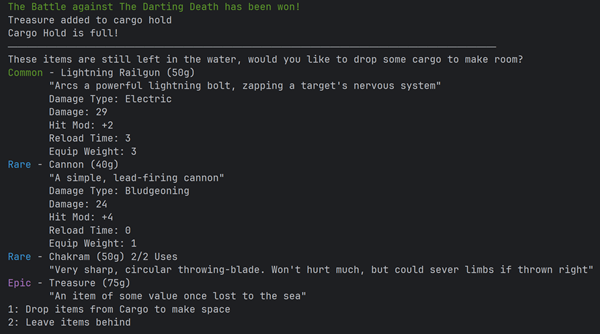 The Battle against The Darting Death has been won!
Treasure added to cargo hold
Cargo Hold is full!
These items are still left in the water, would you like to drop some cargo to make room?
Common - Lightning Railgun (50g)
"Arcs a powerful lightning bolt, zapping a target's nervous system"
Damage Type: Electric
Damage: 29
Hit Mod: +2
Reload Time: 3
Equip Weight: 3
Rare - Cannon (40g)
"A simple, lead-firing cannon"
Damage Type: Bludgeoning
Damage: 24
Hit Mod: +4
Reload Time: 0
Equip Weight: 1
Rare - Chakram (50g) 2/2 Uses
"Very sharp, circular throwing-blade. Won't hurt much, but could sever limbs if thrown right"
Epic - Treasure (75g)
"An item of some value once lost to the sea"
1: Drop items from Cargo to make space
2: Leave items behind